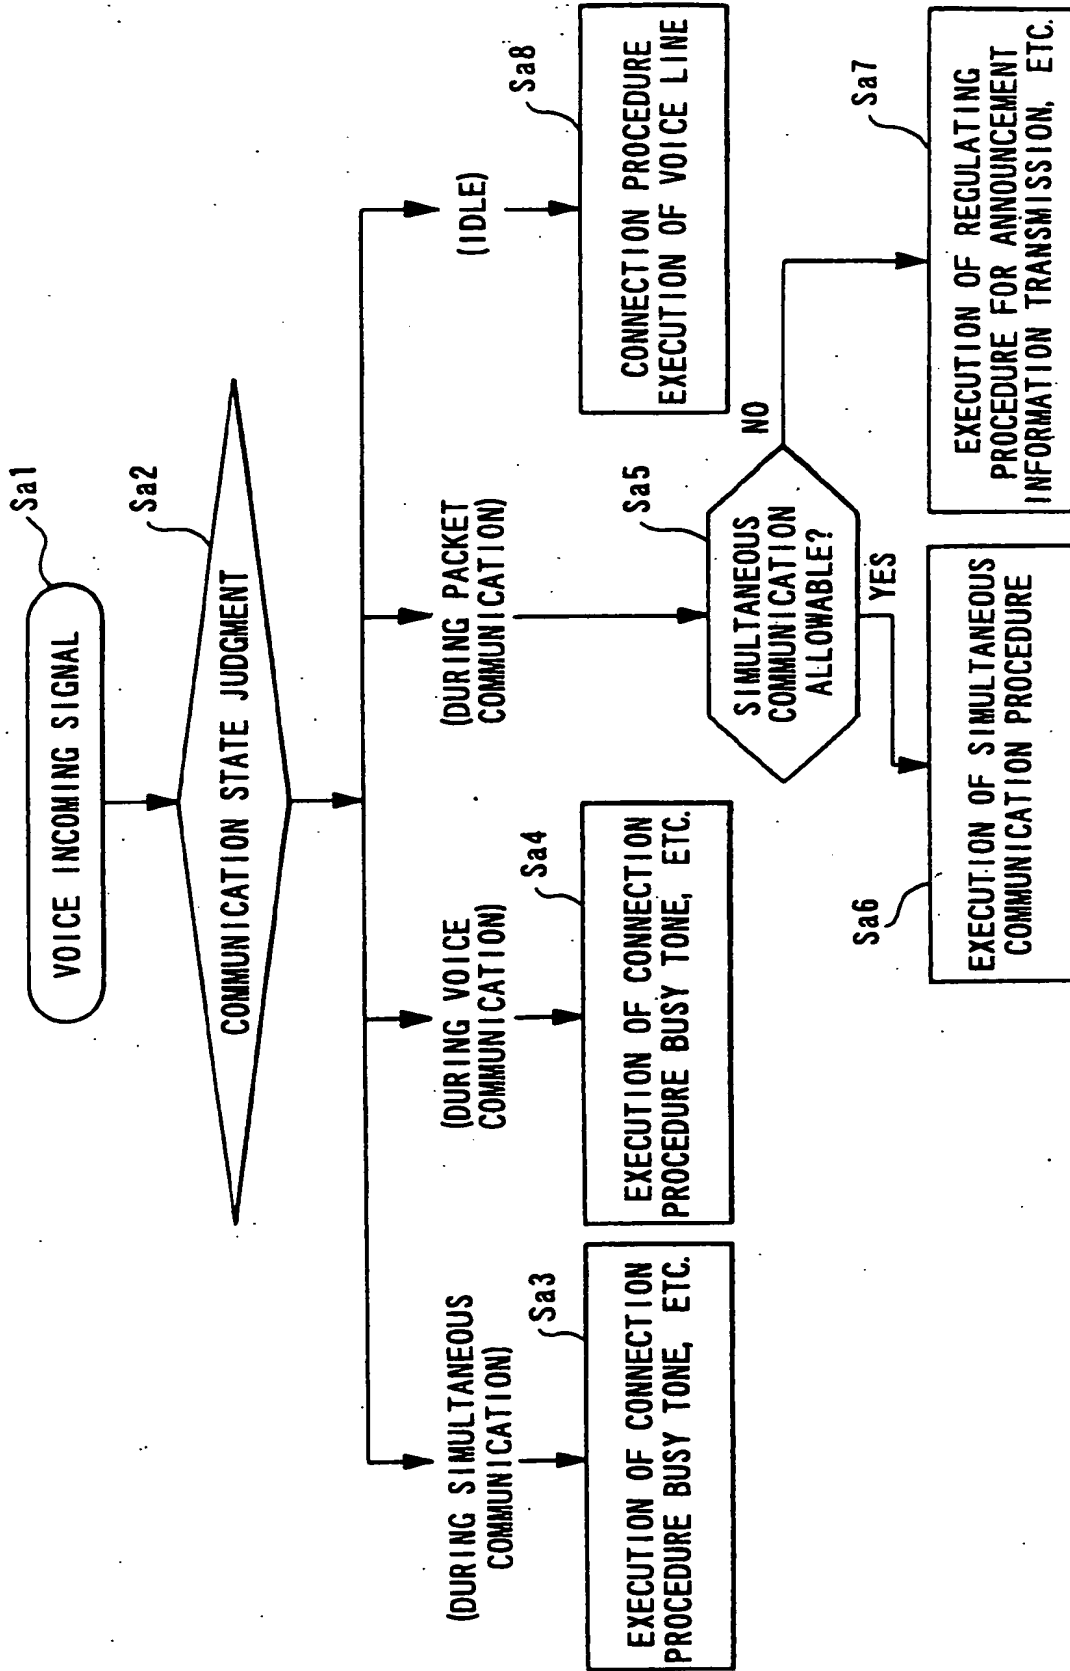 VOICE INCOMING SIGNAL
Sa1
COMMUNICATION STATE JUDGMENT
Sa2
(DURING SIMULTANEOUS
COMMUNICATION)
(DURING VOICE
COMMUNICATION)
(DURING PACKET
COMMUNICATION)
(IDLE)
Sa3
EXECUTION OF CONNECTION
PROCEDURE BUSY TONE, ETC.
Sa4
EXECUTION OF CONNECTION
PROCEDURE BUSY TONE, ETC.
Sa5
SIMULTANEOUS
COMMUNICATION
ALLOWABLE?
Sa8
CONNECTION PROCEDURE
EXECUTION OF VOICE LINE
NO
YES
Sa6
EXECUTION OF SIMULTANEOUS
COMMUNICATION PROCEDURE
Sa7
EXECUTION OF REGULATING
PROCEDURE FOR ANNOUNCEMENT
INFORMATION TRANSMISSION, ETC.